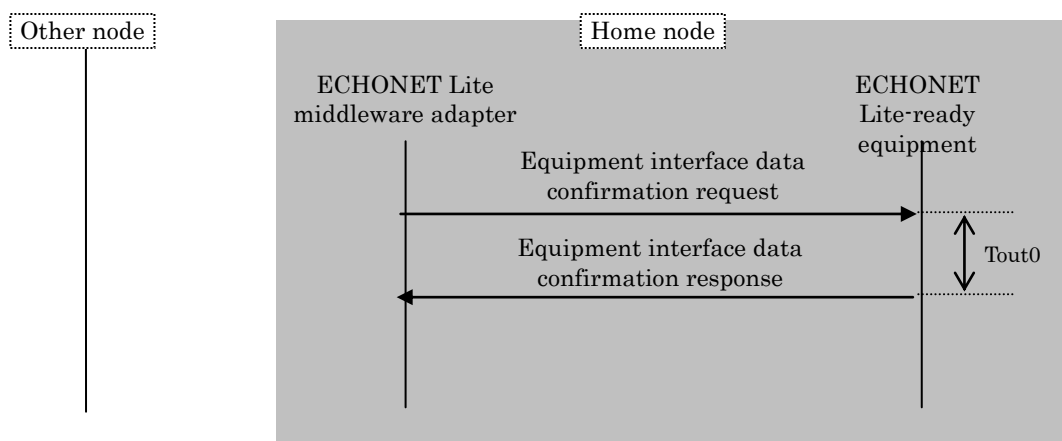 Other node
Home node
ECHONET Lite
middleware adapter
ECHONET
Lite-ready
equipment
Equipment interface data
confirmation request
Equipment interface data
confirmation response
Tout0